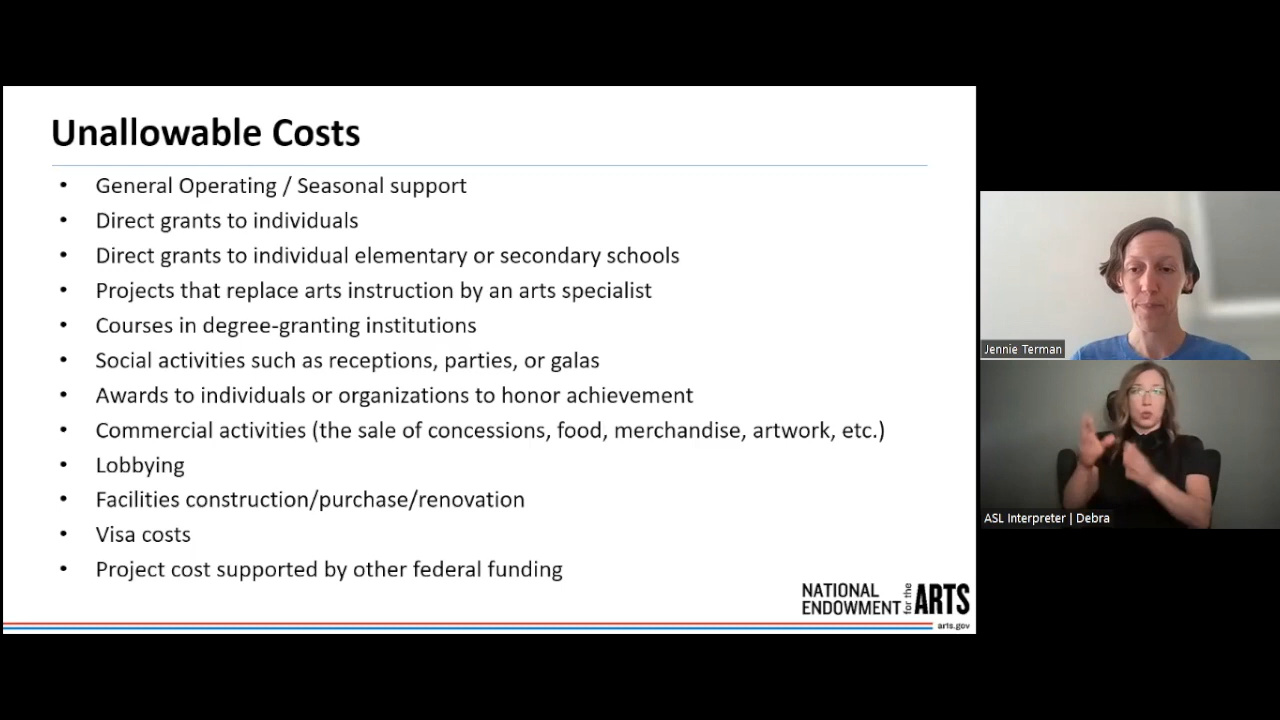 Unallowable Costs
• General Operating / Seasonal support
• Direct grants to individuals
• Direct grants to individual elementary or secondary schools
• Projects that replace arts instruction by an arts specialist
• Courses in degree-granting institutions
• Social activities such as receptions, parties, or galas
• Awards to individuals or organizations to honor achievement
• Commercial activities (the sale of concessions, food, merchandise, artwork, etc.)
• Lobbying
• Facilities construction/purchase/renovation
• Visa costs
• Project cost supported by other federal funding
NATIONAL
ENDOWMENT for the ARTS
arts.gov
Jennie Terman
ASL Interpreter | Debra